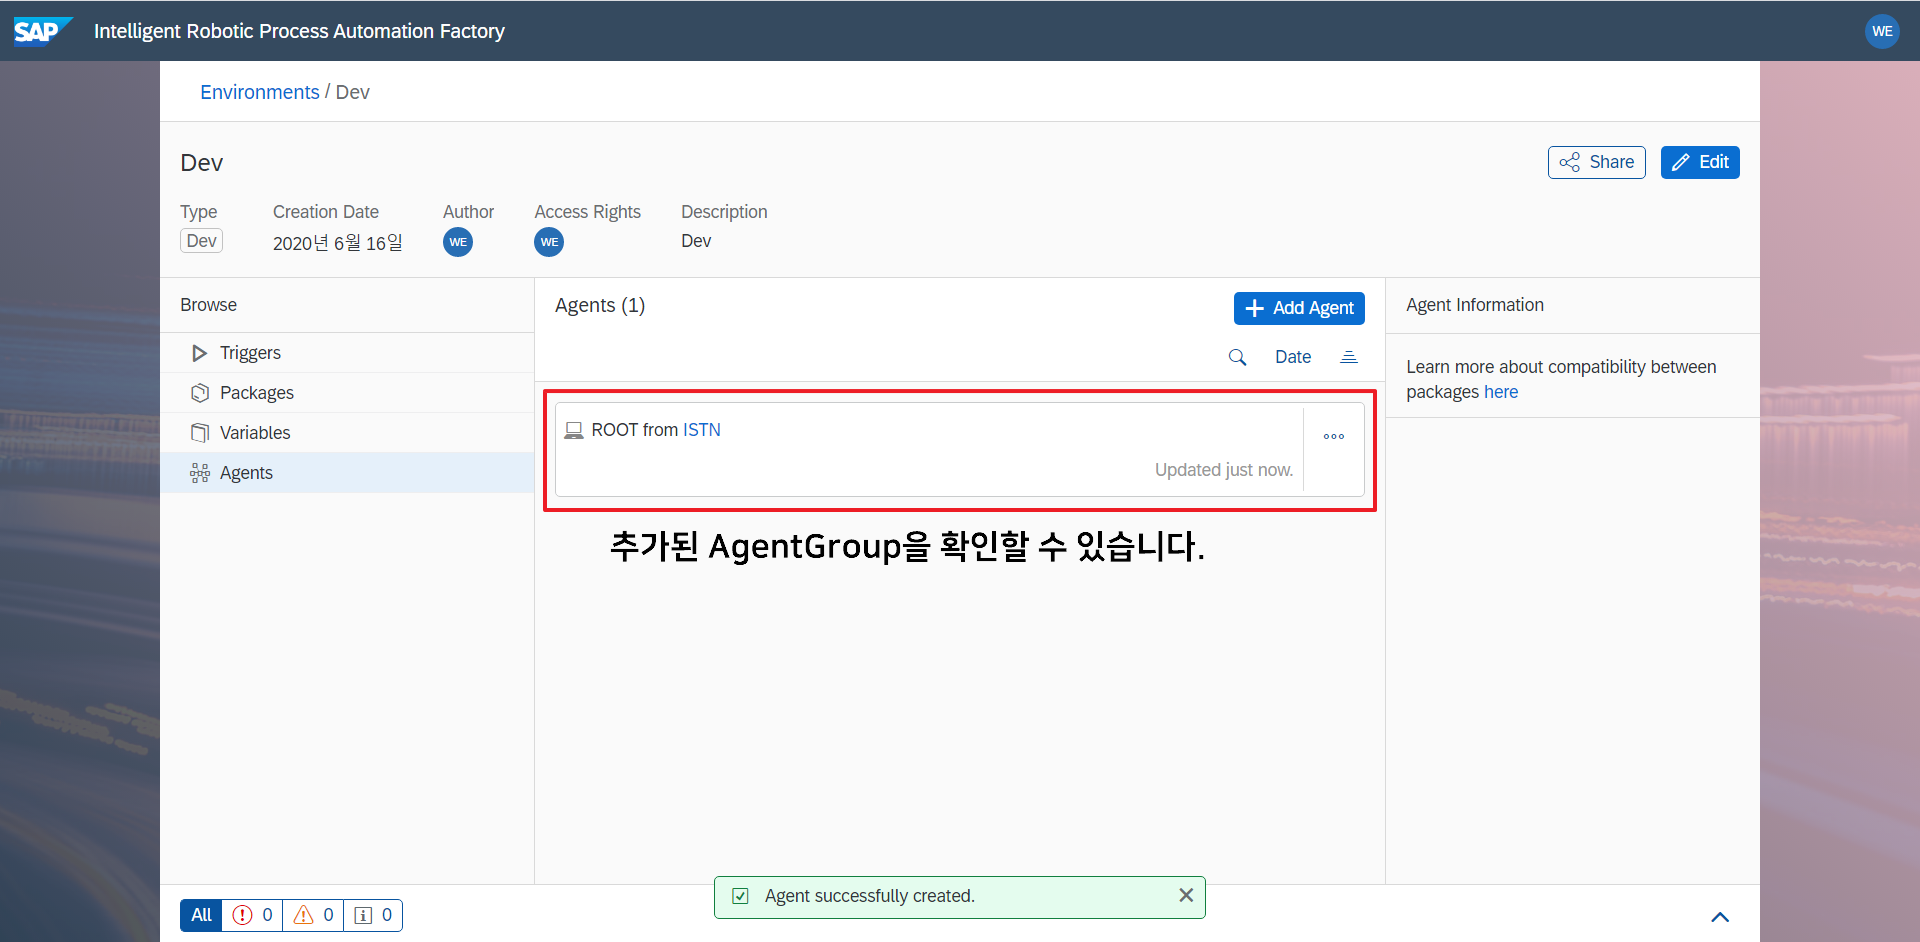 SAP Intelligent Robotic Process Automation Factory WE
Environments / Dev
Dev
Share Edit
Type Creation Date Author Access Rights Description
Dev 2020년 6월 16일 WE WE Dev
Browse
Triggers
Packages
Variables
Agents
Agents (1)
Add Agent
Date
ROOT from ISTN
Updated just now.
추가된 AgentGroup을 확인할 수 있습니다.
Agent Information
Learn more about compatibility between
packages here
All 0 0 0
Agent successfully created.